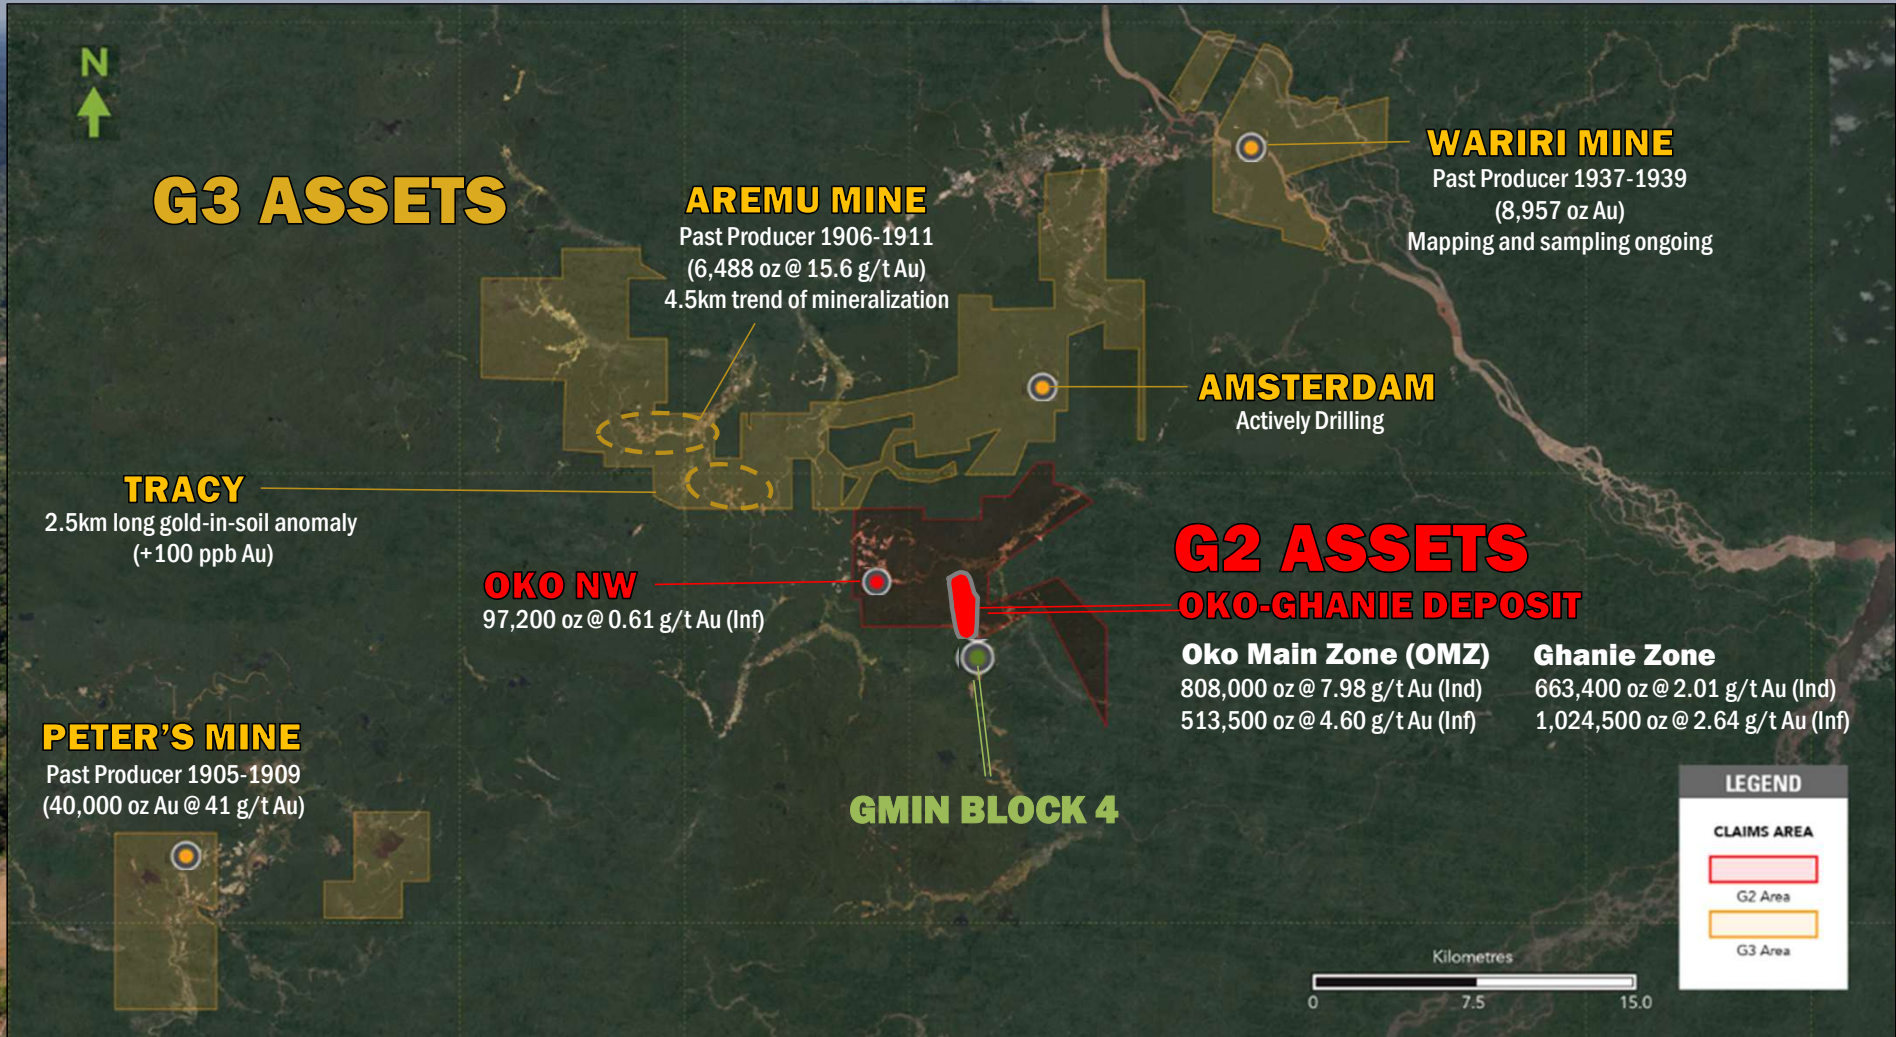 N
G3 ASSETS
AREMU MINE
Past Producer 1906-1911
(6,488 oz @ 15.6 g/t Au)
4.5km trend of mineralization
WARIRI MINE
Past Producer 1937-1939
(8,957 oz Au)
Mapping and sampling ongoing
AMSTERDAM
Actively Drilling
TRACY
2.5km long gold-in-soil anomaly
(+100 ppb Au)
OKO NW
97,200 oz @ 0.61 g/t Au (Inf)
G2 ASSETS
OKO-GHANIE DEPOSIT
Oko Main Zone (OMZ)
808,000 oz @ 7.98 g/t Au (Ind)
513,500 oz @ 4.60 g/t Au (Inf)
Ghanie Zone
663,400 oz @ 2.01 g/t Au (Ind)
1,024,500 oz @ 2.64 g/t Au (Inf)
PETER'S MINE
Past Producer 1905-1909
(40,000 oz Au @ 41 g/t Au)
GMIN BLOCK 4
LEGEND
CLAIMS AREA
G2 Area
G3 Area
Kilometres
0 7.5 15.0